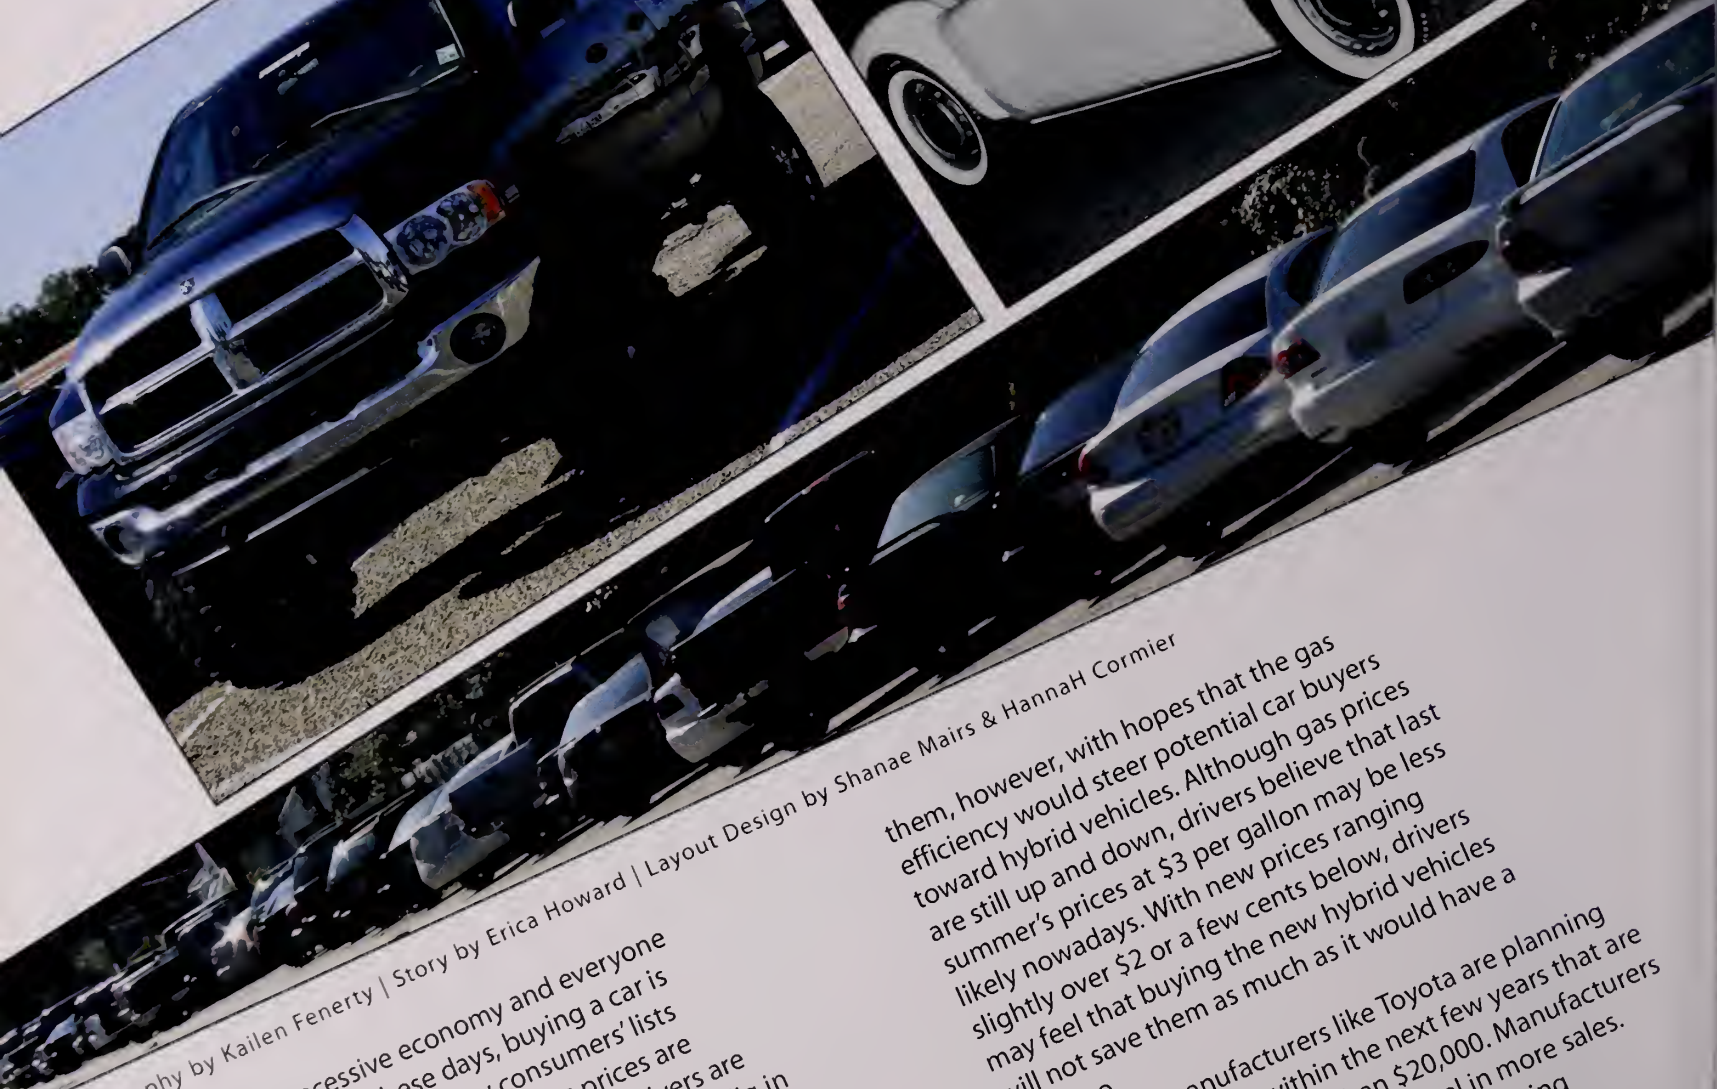 by Kailen Fenerty | Story by Erica Howard | Layout Design by Shanae Mairs & HannaH Cormier
economy and everyone
days, buying a car is
consumers' lists
prices are
are
in
them, however, with hopes that the gas
efficiency would steer potential car buyers
toward hybrid vehicles. Although gas prices
are still up and down, drivers believe that last
summer's prices at $3 per gallon may be less
likely nowadays. With new prices ranging
slightly over $2 or a few cents below, drivers
may feel that buying the new hybrid vehicles
will not save them as much as it would have a
like Toyota are planning
within the next few years that are
$20,000. Manufacturers
in more sales.